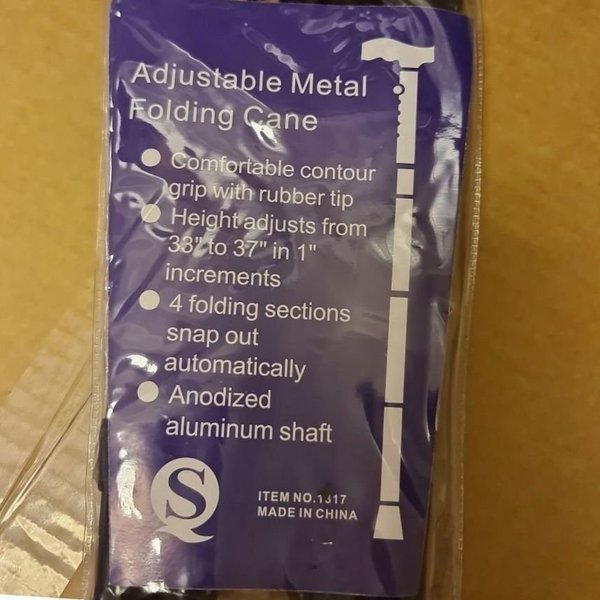 Adjustable Metal
Folding Cane
Comfortable contour
grip with rubber tip
Height adjusts from
33" to 37" in 1"
increments
4 folding sections
snap out
automatically
Anodized
aluminum shaft
SQ
ITEM NO.1317
MADE IN CHINA